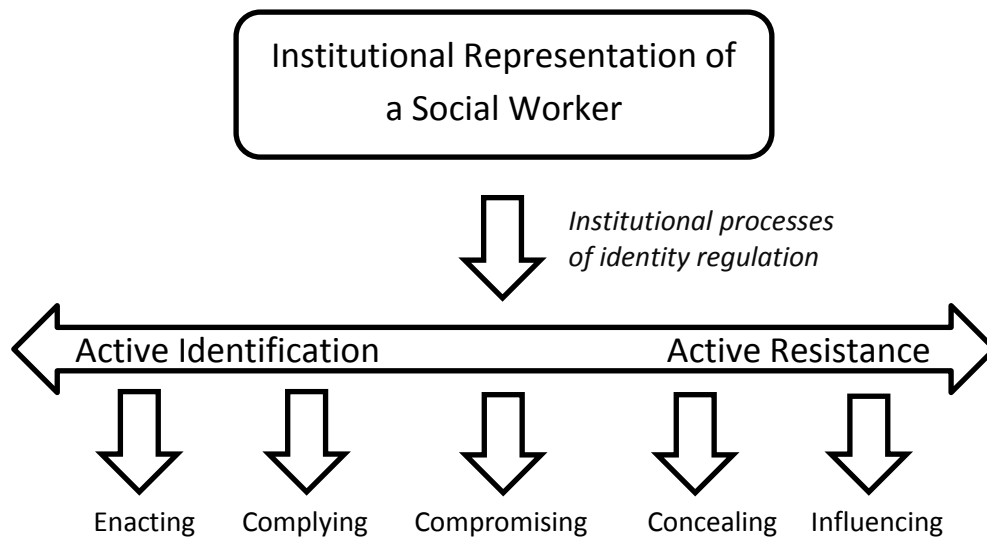 Institutional Representation of
a Social Worker
Institutional processes
of identity regulation
Active Identification
Active Resistance
Enacting
Complying
Compromising
Concealing
Influencing